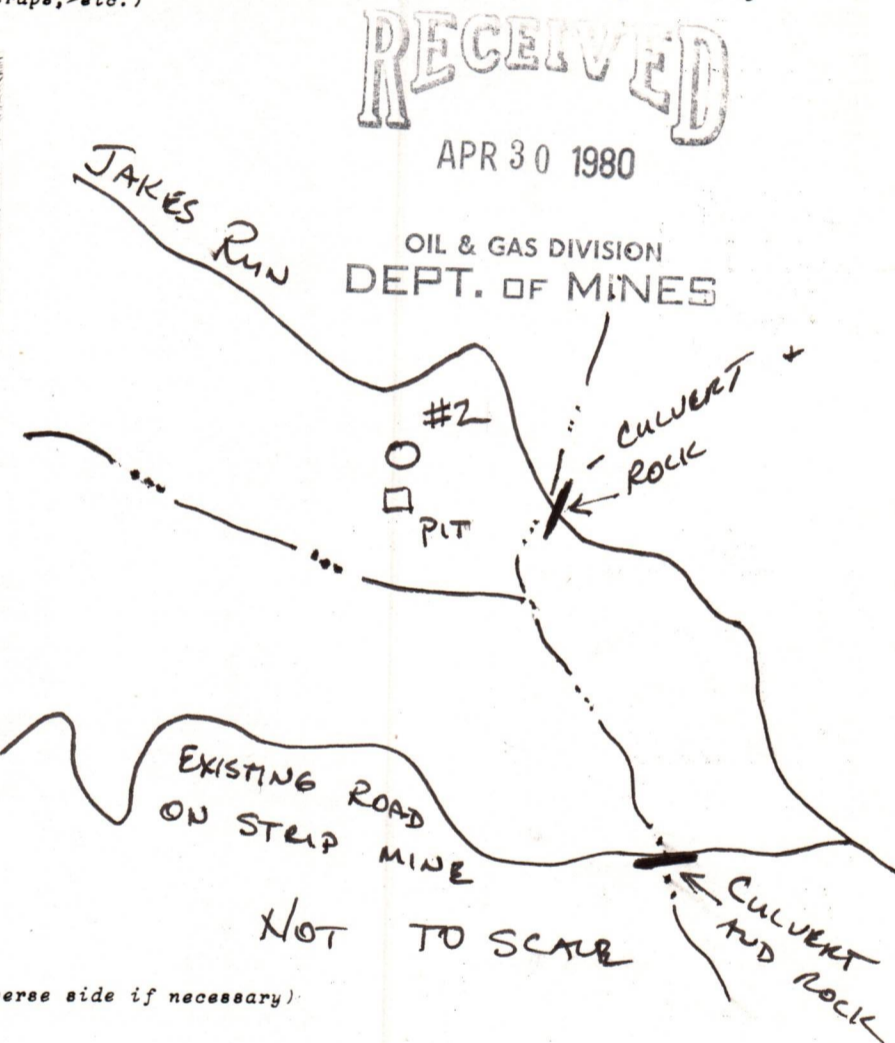 etc.)
RECEIVED
APR 30 1980
OIL & GAS DIVISION
DEPT. OF MINES
JAKES RUN
#2
PIT
CULVERT +
ROCK
EXISTING ROAD
ON STRIP MINE
NOT TO SCALE
CULVERT
AND ROCK
erse side if necessary)